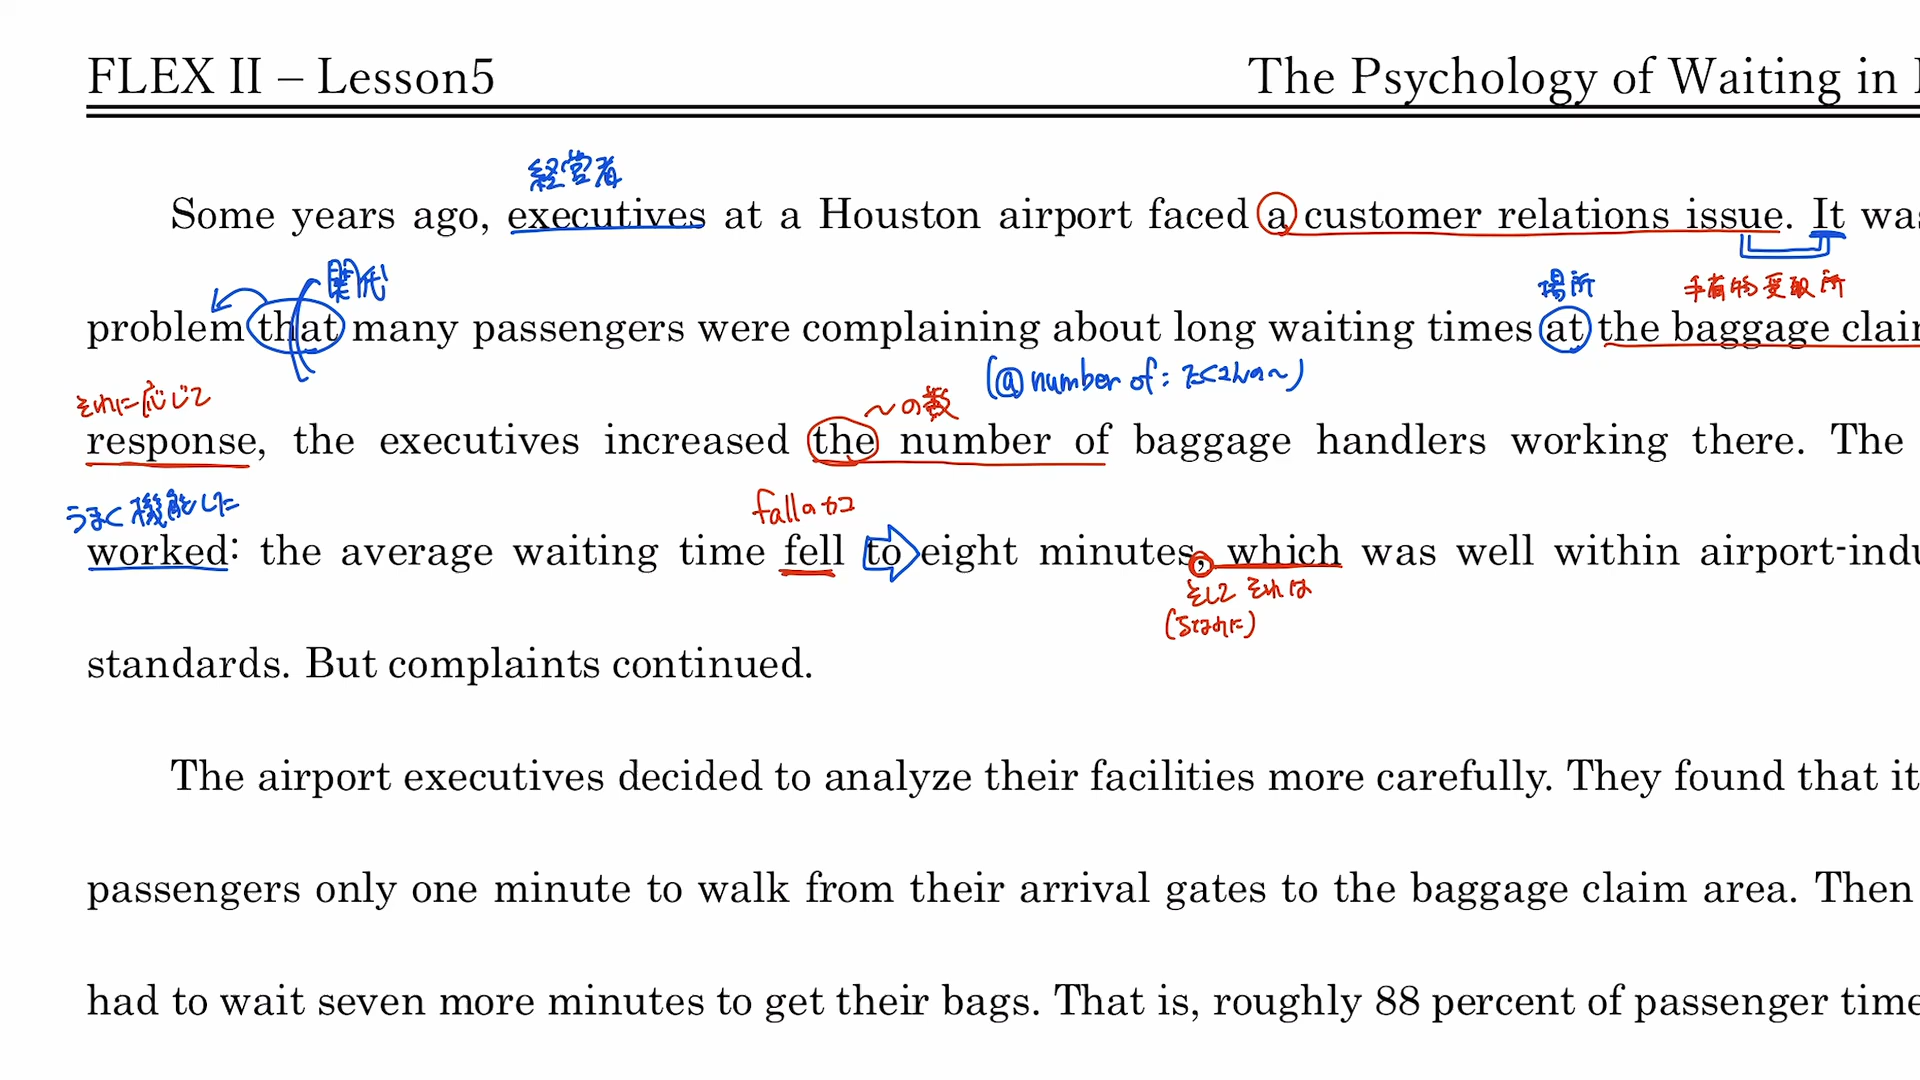 FLEX II – Lesson5
The Psychology of Waiting in
経営者
Some years ago, executives at a Houston airport faced a customer relations issue. It was
関代
場所
手荷物受取所
problem that many passengers were complaining about long waiting times at the baggage claim
(a number of: たくさんの〜)
それに応じて
〜の数
response, the executives increased the number of baggage handlers working there. The
うまく機能した
fallのカコ
worked: the average waiting time fell to eight minutes, which was well within airport-indu
そして それは
standards. But complaints continued.
The airport executives decided to analyze their facilities more carefully. They found that it
passengers only one minute to walk from their arrival gates to the baggage claim area. Then
had to wait seven more minutes to get their bags. That is, roughly 88 percent of passenger time